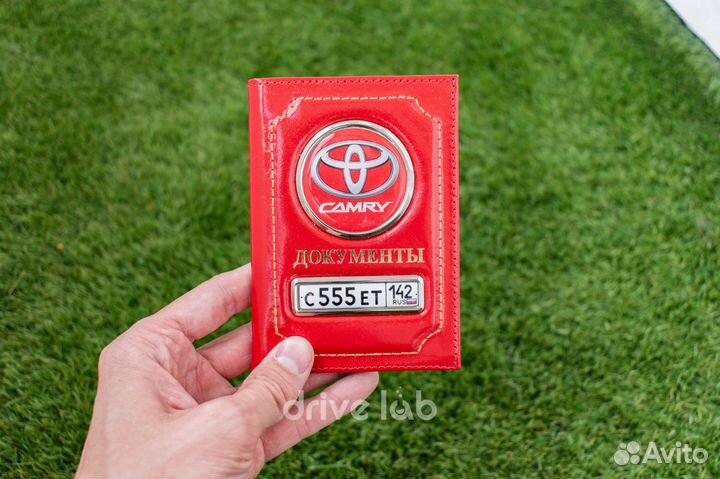 CAMRY
ДОКУМЕНТЫ
С 555 ЕТ 142
RUS
drive lab
Avito